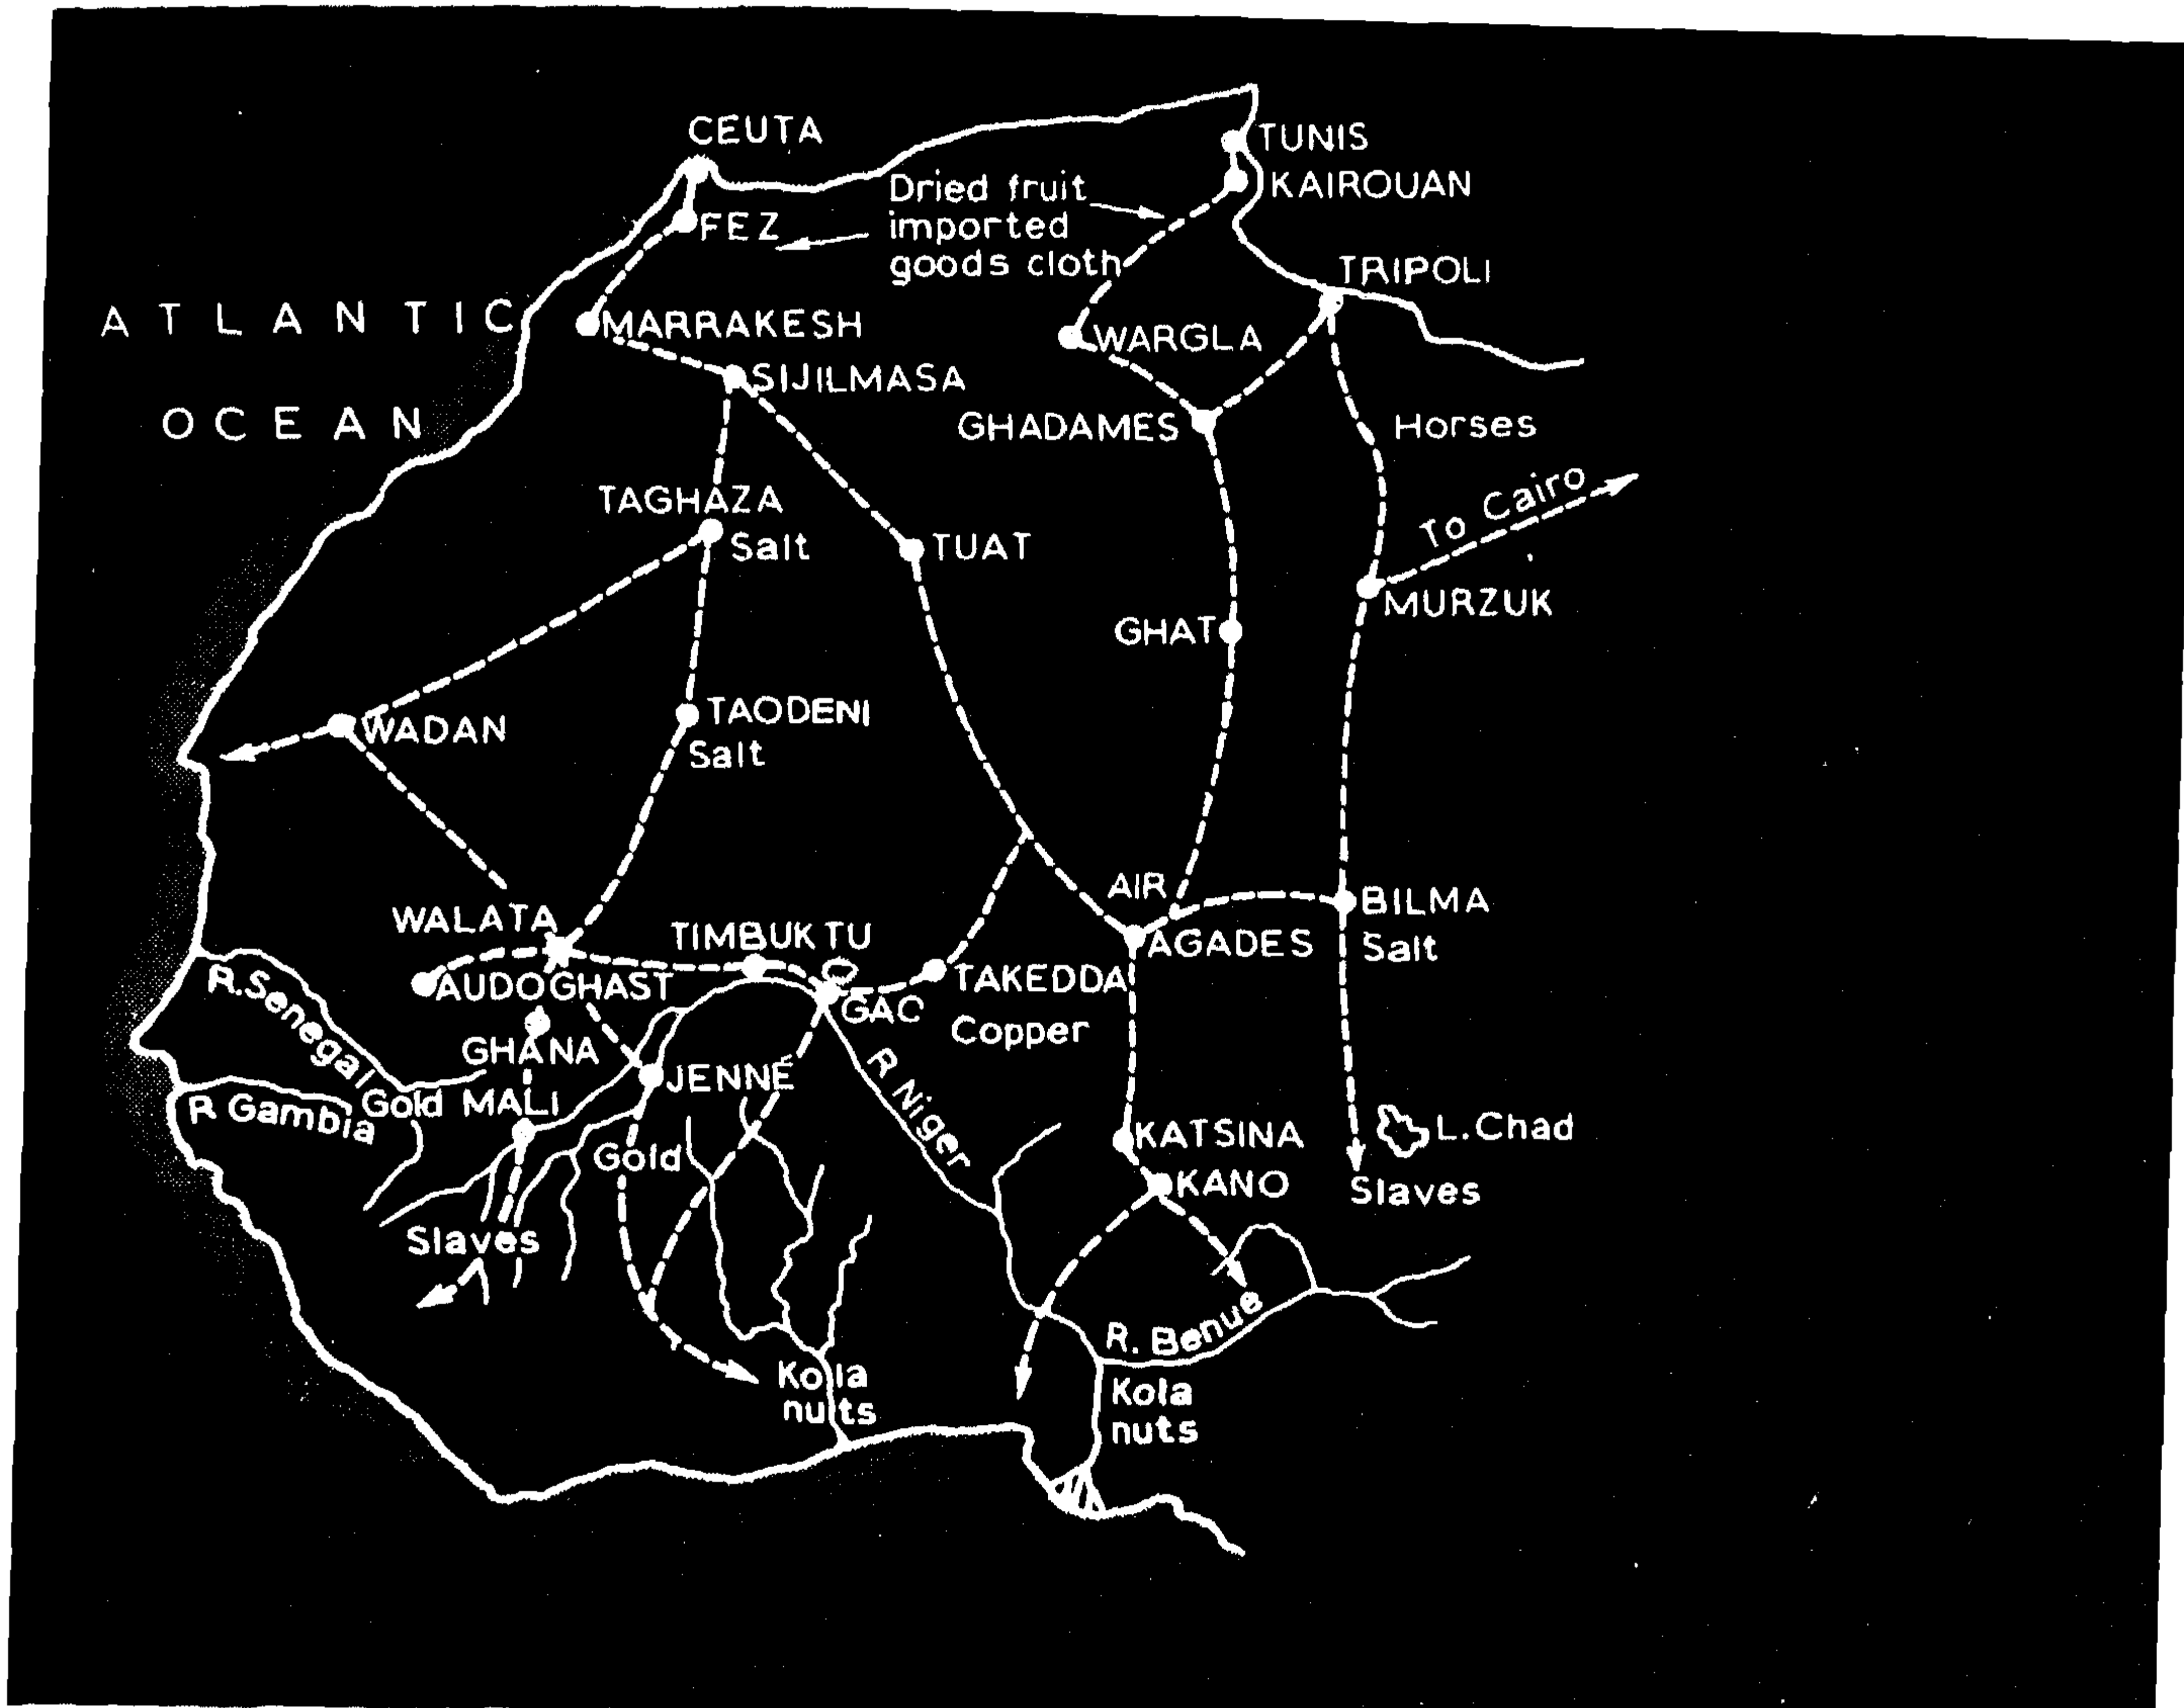 CEUTA
TUNIS
Dried fruit
KAIROUAN
FEZ
imported
goods cloth
TRIPOLI
ATLANTIC
MARRAKESH
WARGLA
SIJILMASA
OCEAN
GHADAMES
Horses
TAGHAZA
To Cairo
Salt
TUAT
MURZUK
GHAT
TAODENI
WADAN
Salt
AIR
BILMA
WALATA
TIMBUKTU
AGADES
Salt
R.Senegal
AUDOGHAST
TAKEDDA
GAO
Copper
GHANA
JENNE
R Niger
R Gambia
Gold MALI
KATSINA
L.Chad
Gold
KANO
Slaves
Slaves
R. Benue
Kola
nuts
Kola
nuts